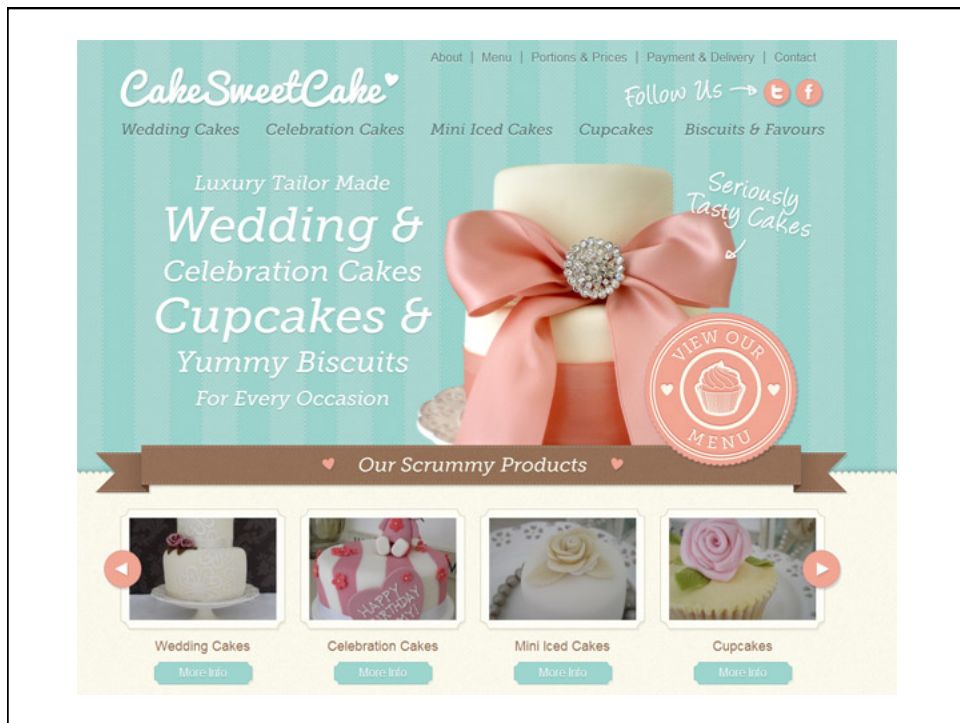 About | Menu | Portions & Prices | Payment & Delivery | Contact
CakeSweetCake
Follow Us
Wedding Cakes Celebration Cakes Mini Iced Cakes Cupcakes Biscuits & Favours
Luxury Tailor Made
Wedding &
Celebration Cakes
Cupcakes &
Yummy Biscuits
For Every Occasion
Seriously
Tasty Cakes
VIEW OUR
MENU
Our Scrummy Products
HAPPY
BIRTHDAY
Wedding Cakes Celebration Cakes Mini Iced Cakes Cupcakes
More Info More Info More Info More Info